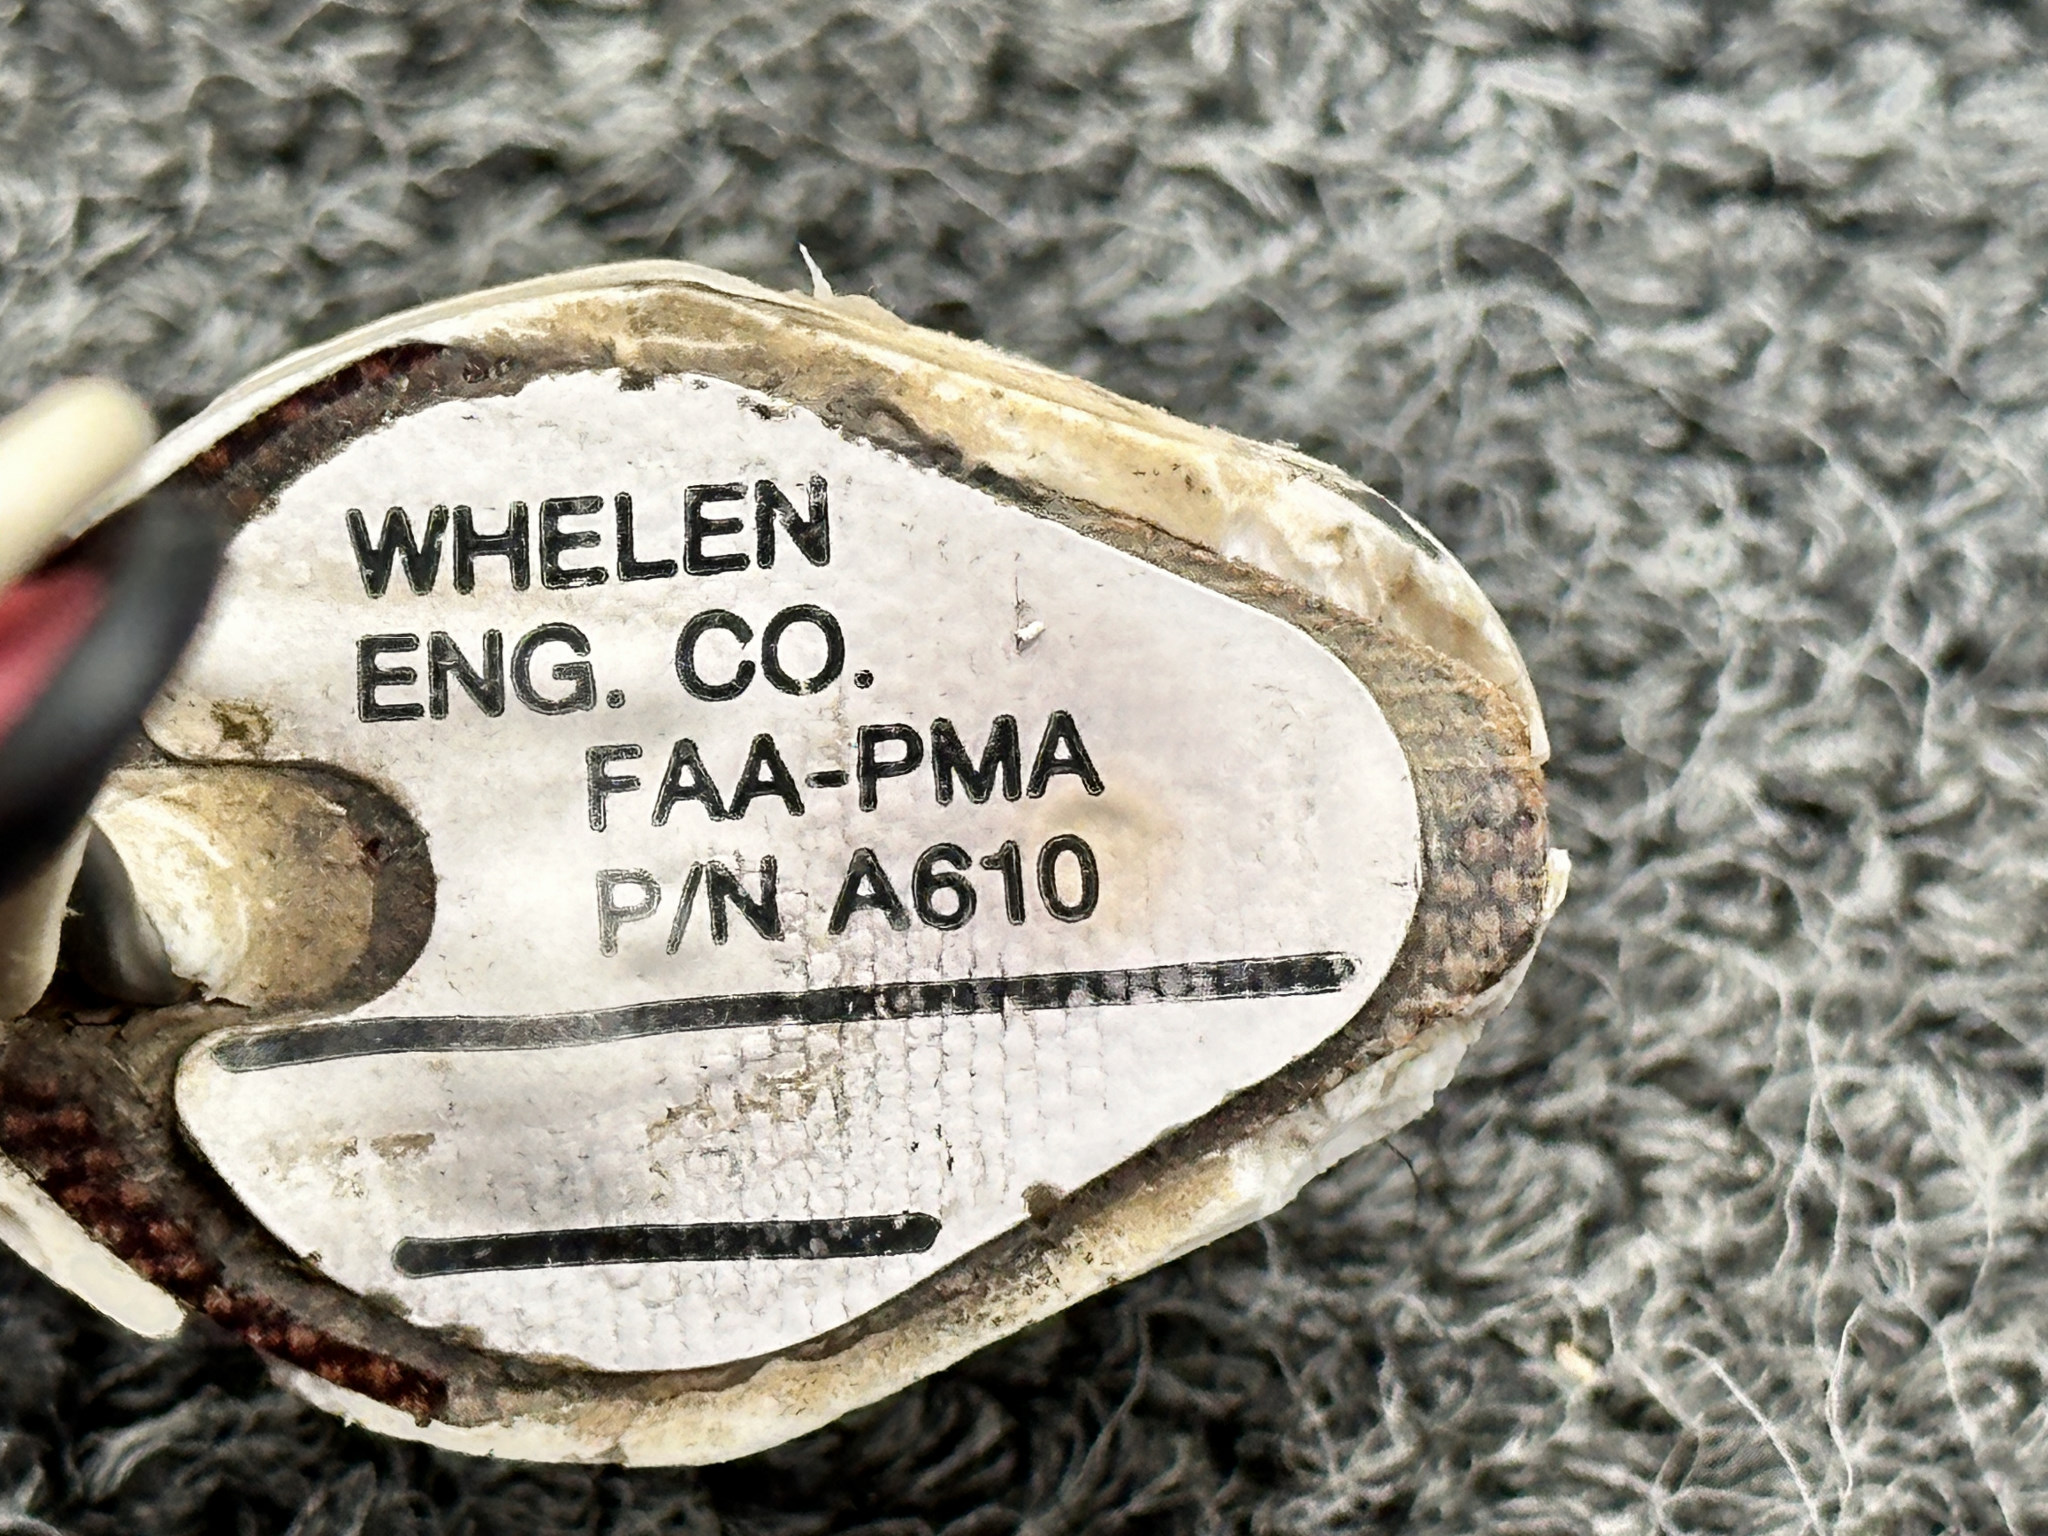 WHELEN
ENG. CO.
FAA-PMA
P/N A610